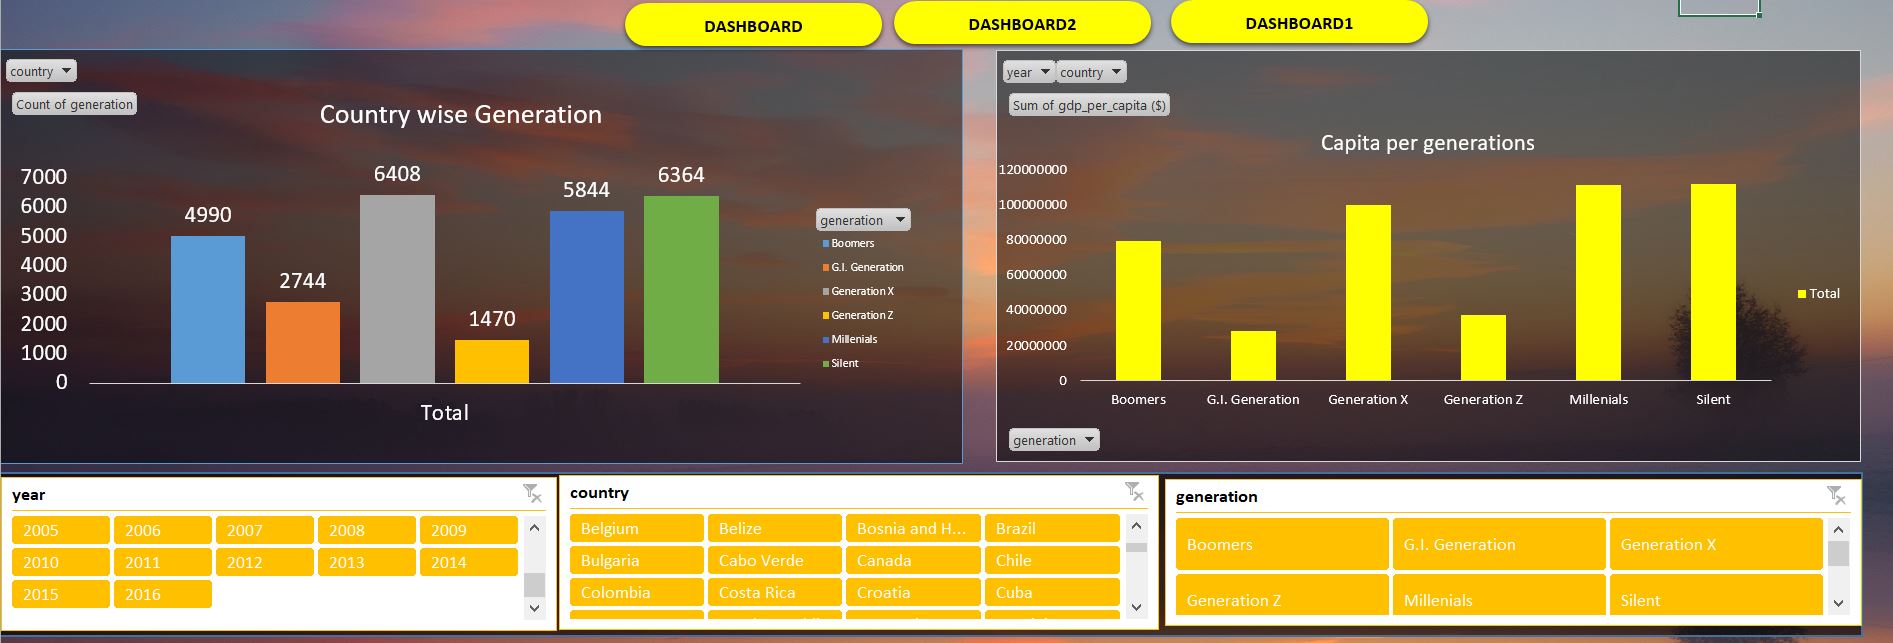 DASHBOARD
DASHBOARD2
DASHBOARD1
country
Count of generation
Country wise Generation
7000
6000
5000
4000
3000
2000
1000
0
4990
2744
6408
1470
5844
6364
Total
generation
Boomers
G.I. Generation
Generation X
Generation Z
Millenials
Silent
year
country
Sum of gdp_per_capita ($)
Capita per generations
120000000
100000000
80000000
60000000
40000000
20000000
0
Boomers
G.I. Generation
Generation X
Generation Z
Millenials
Silent
Total
generation
year
2005 2006 2007 2008 2009
2010 2011 2012 2013 2014
2015 2016
country
Belgium Belize Bosnia and H... Brazil
Bulgaria Cabo Verde Canada Chile
Colombia Costa Rica Croatia Cuba
generation
Boomers G.I. Generation Generation X
Generation Z Millenials Silent